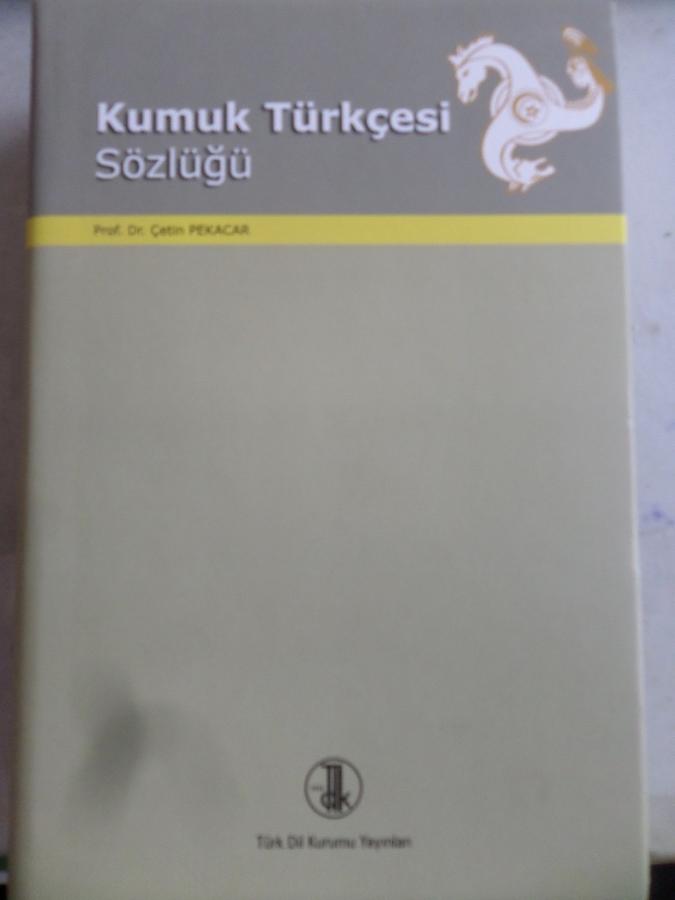 Kumuk Türkçesi
Sözlüğü
Prof. Dr. Çetin PEKACAR
Türk Dil Kurumu Yayınları